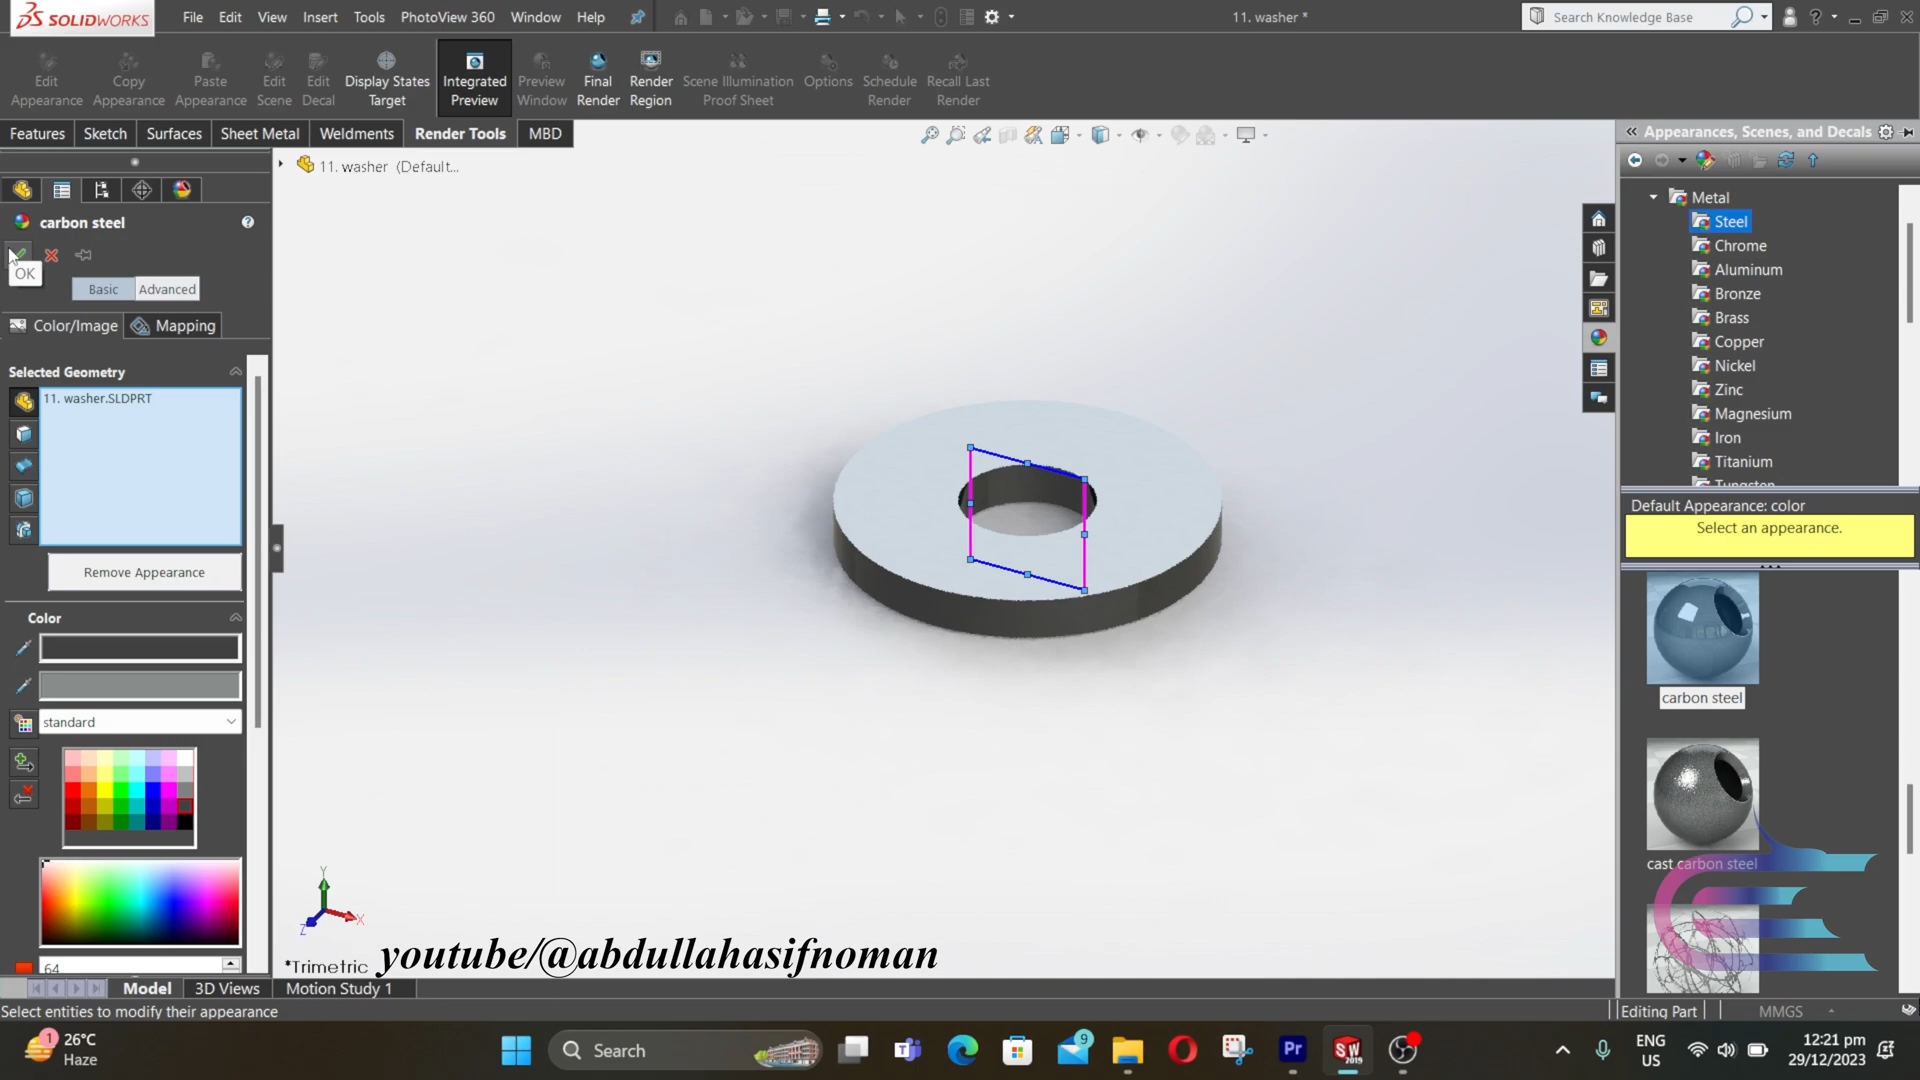 SOLIDWORKS File Edit View Insert Tools PhotoView 360 Window Help 11. washer * Search Knowledge Base
Edit Appearance
Copy Appearance
Paste Appearance
Edit Scene
Edit Decal
Display States Target
Integrated Preview
Preview Window
Final Render
Render Region
Scene Illumination Proof Sheet
Options
Schedule Render
Recall Last Render
Features Sketch Surfaces Sheet Metal Weldments Render Tools MBD
11. washer (Default...
carbon steel
OK
Basic Advanced
Color/Image Mapping
Selected Geometry
11. washer.SLDPRT
Remove Appearance
Color
standard
64
*Trimetric
youtube/@abdullahasifnoman
Appearances, Scenes, and Decals
Metal
Steel
Chrome
Aluminum
Bronze
Brass
Copper
Nickel
Zinc
Magnesium
Iron
Titanium
Tungsten
Default Appearance: color
Select an appearance.
carbon steel
cast carbon steel
Model 3D Views Motion Study 1
Select entities to modify their appearance
Editing Part MMGS
1
26°C
Haze
Search
9
Pr
SW
2019
ENG
US
12:21 pm
29/12/2023